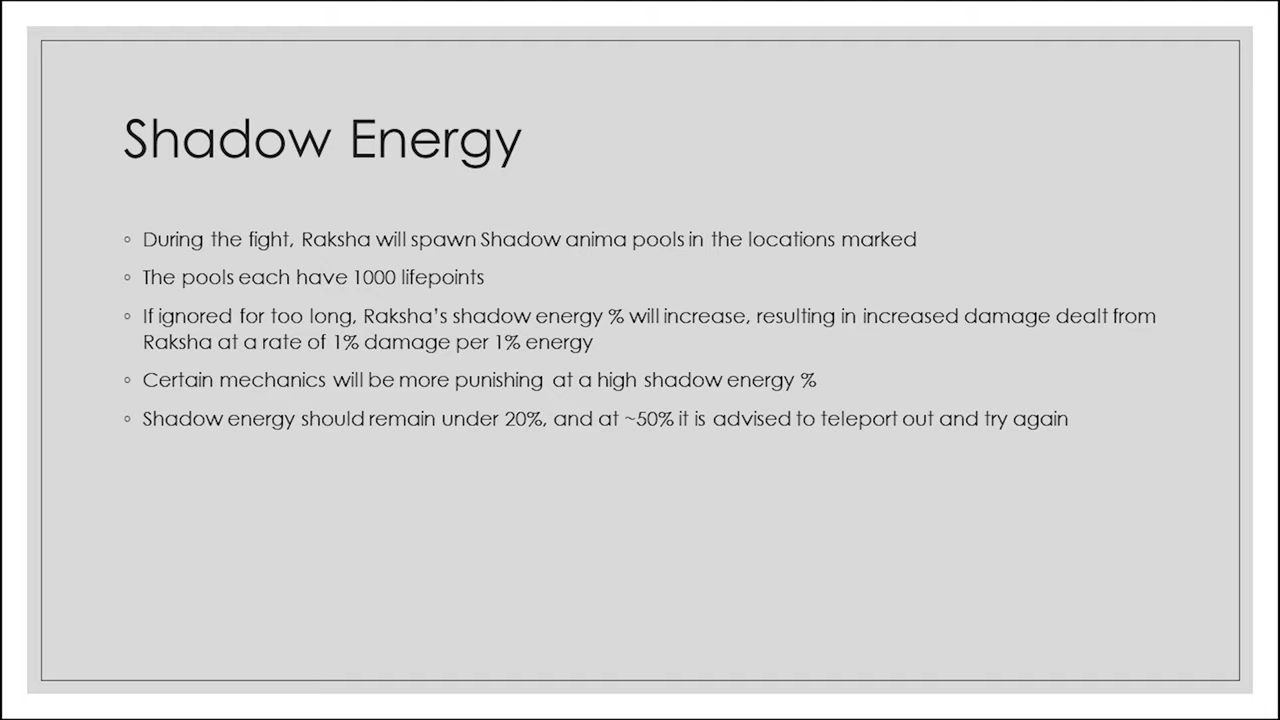 Shadow Energy
◦ During the fight, Raksha will spawn Shadow anima pools in the locations marked
◦ The pools each have 1000 lifepoints
◦ If ignored for too long, Raksha’s shadow energy % will increase, resulting in increased damage dealt from
Raksha at a rate of 1% damage per 1% energy
◦ Certain mechanics will be more punishing at a high shadow energy %
◦ Shadow energy should remain under 20%, and at ~50% it is advised to teleport out and try again